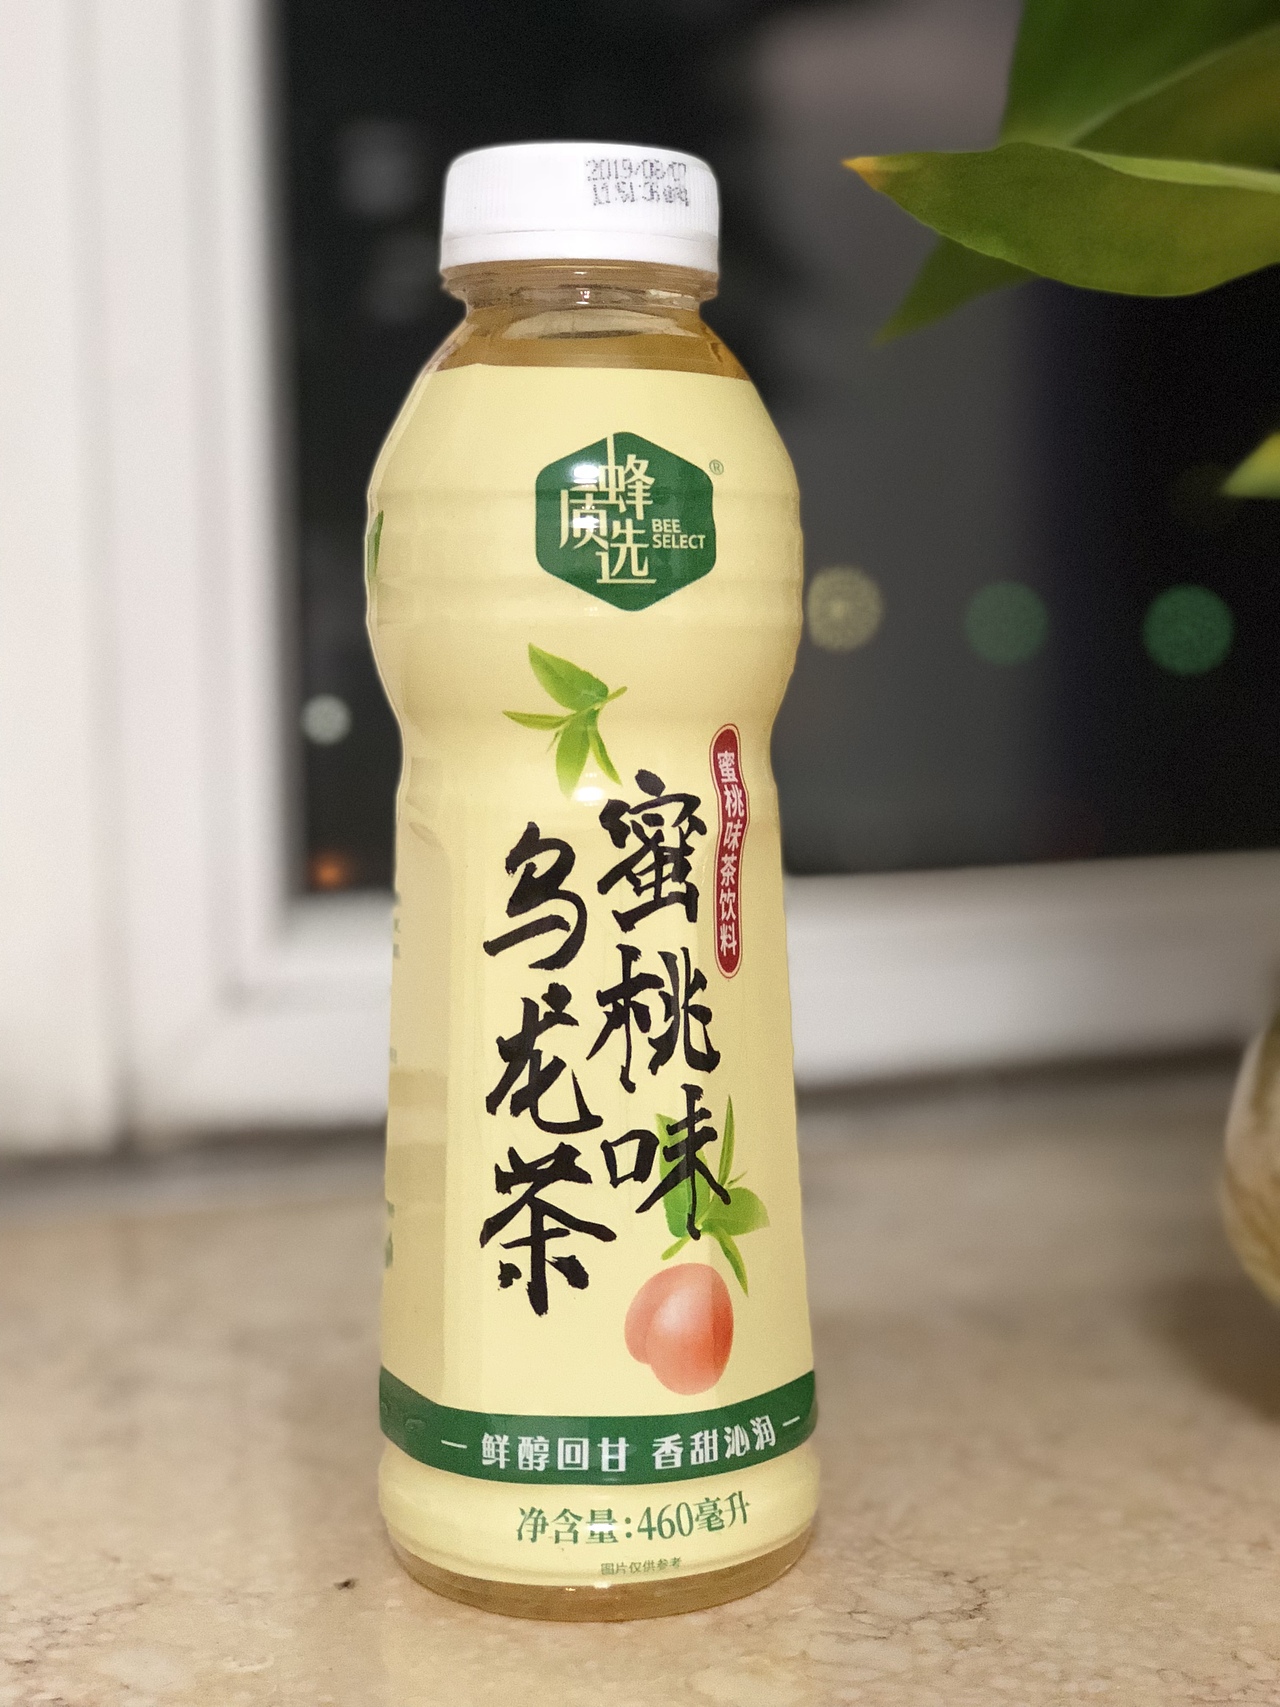 2019/08/07
蜂
质选
BEE
SELECT
®
蜜桃味茶饮料
蜜桃味
乌龙茶
鲜醇回甘 香甜沁润
净含量:460毫升
图片仅供参考